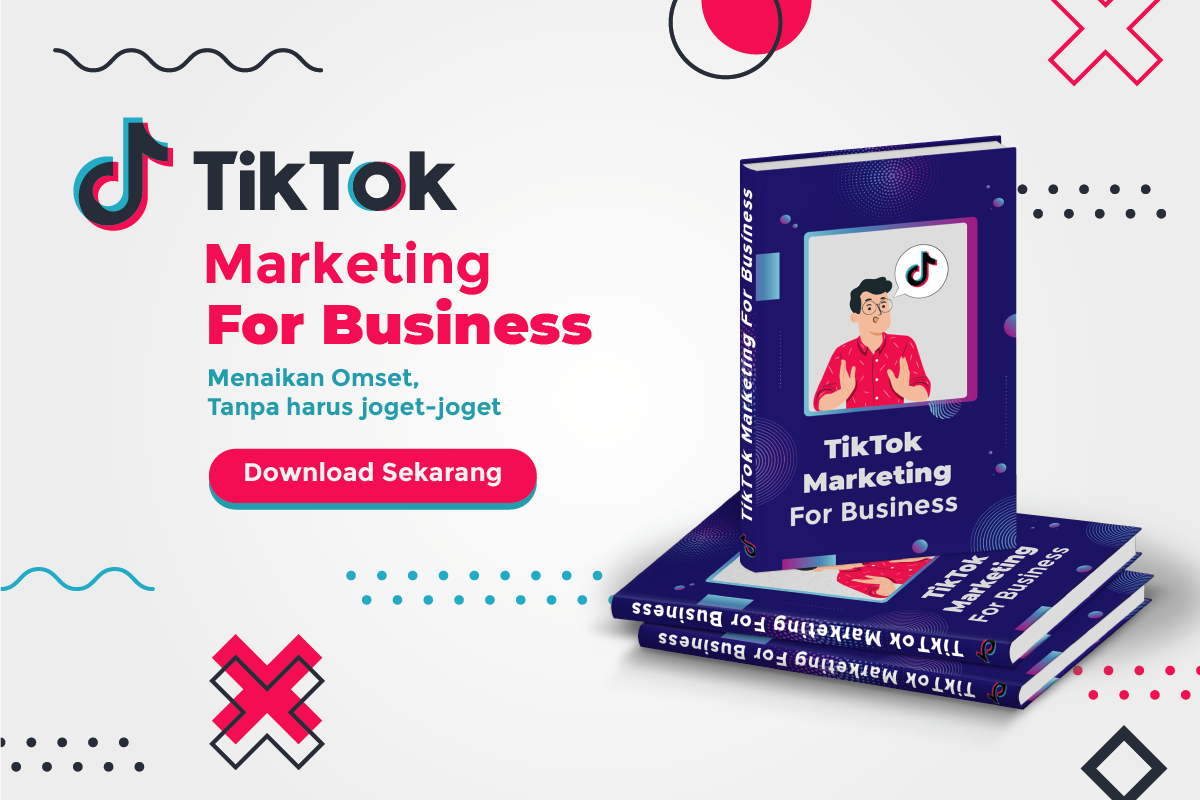 TikTok
Marketing
For Business
Menaikan Omset,
Tanpa harus joget-joget
Download Sekarang
TikTok Marketing For Business
TikTok
Marketing
For Business
TikTok
Marketing
For Business
TikTok Marketing For Business
TikTok Marketing For Business